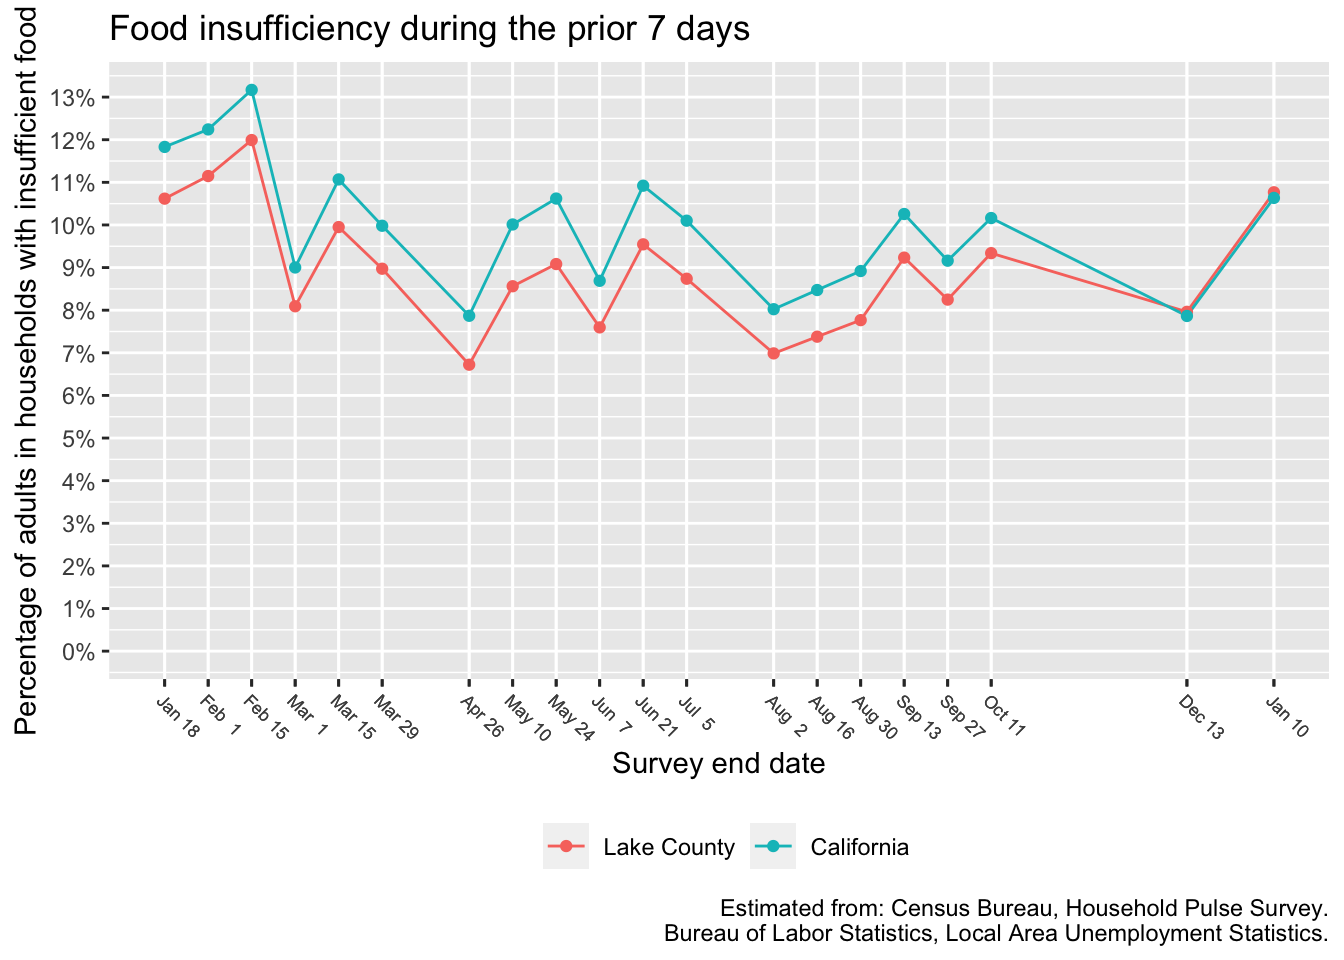 Food insufficiency during the prior 7 days
Percentage of adults in households with insufficient food
13%
12%
11%
10%
9%
8%
7%
6%
5%
4%
3%
2%
1%
0%
Jan 18
Feb 1
Feb 15
Mar 1
Mar 15
Mar 29
Apr 26
May 10
May 24
Jun 7
Jun 21
Jul 5
Aug 2
Aug 16
Aug 30
Sep 13
Sep 27
Oct 11
Dec 13
Jan 10
Survey end date
Lake County
California
Estimated from: Census Bureau, Household Pulse Survey.
Bureau of Labor Statistics, Local Area Unemployment Statistics.